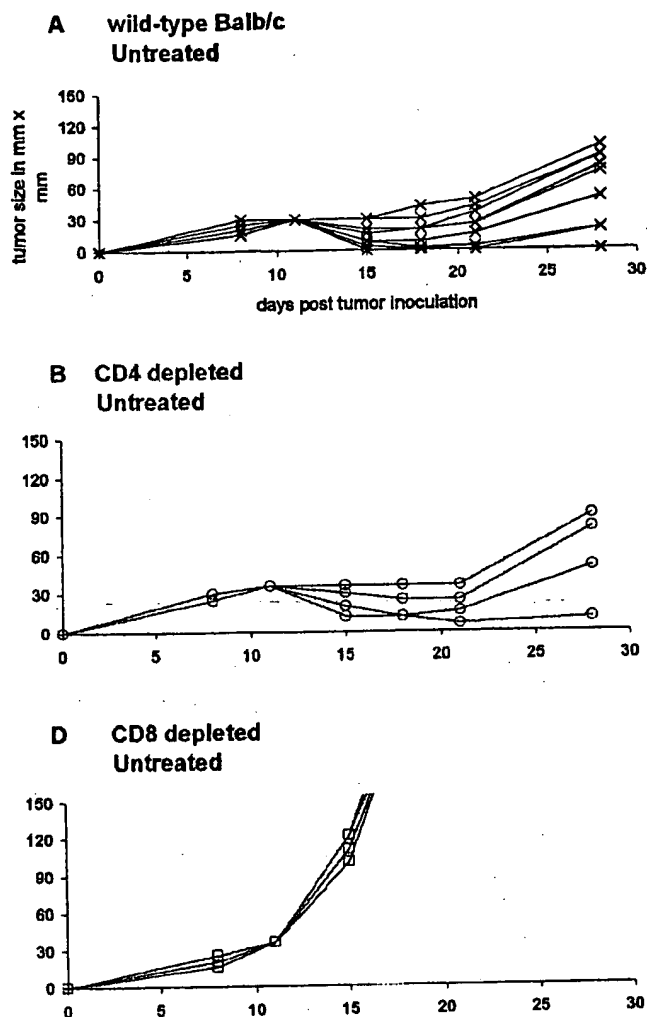 A wild-type Balb/c
Untreated
tumor size in mm x
mm
150
120
90
60
30
0
0 5 10 15 20 25 30
days post tumor inoculation
B CD4 depleted
Untreated
150
120
90
60
30
0
0 5 10 15 20 25 30
D CD8 depleted
Untreated
150
120
90
60
30
0
0 5 10 15 20 25 30